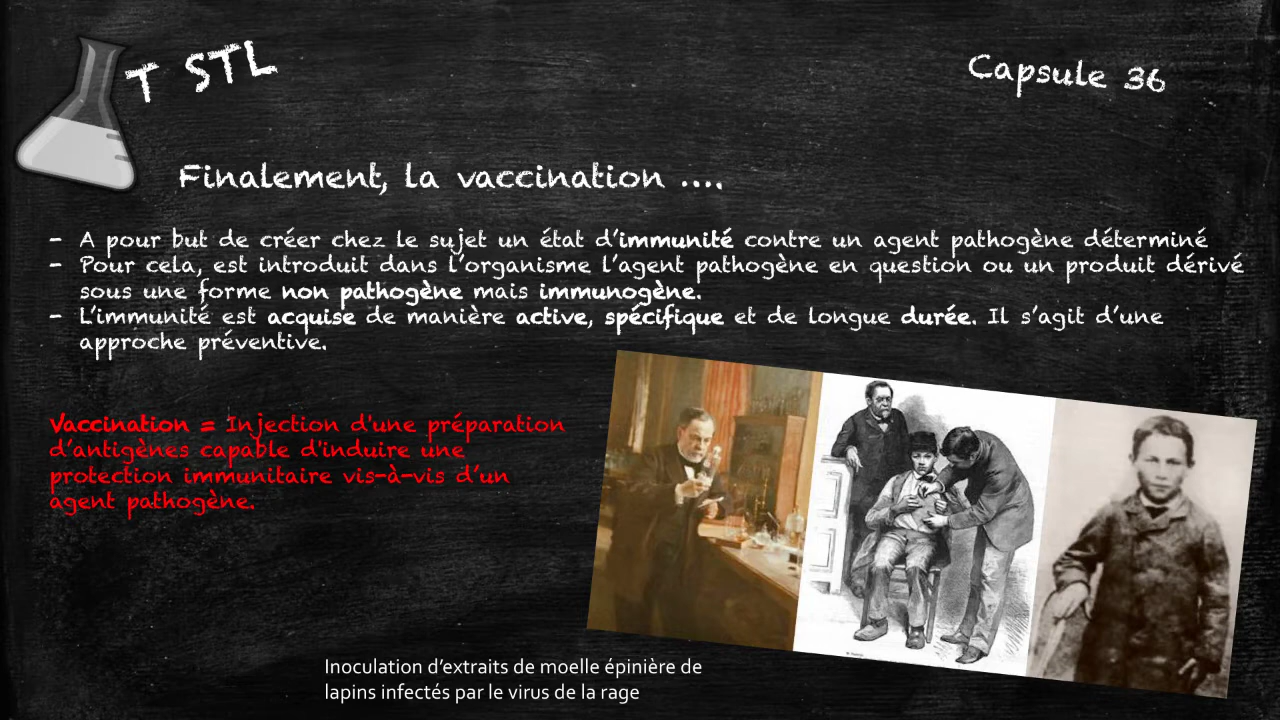 T STL
Capsule 36
Finalement, la vaccination ....
- A pour but de créer chez le sujet un état d’immunité contre un agent pathogène déterminé
- Pour cela, est introduit dans l’organisme l’agent pathogène en question ou un produit dérivé
sous une forme non pathogène mais immunogène.
- L’immunité est acquise de manière active, spécifique et de longue durée. Il s’agit d’une
approche préventive.
Vaccination = Injection d'une préparation
d’antigènes capable d'induire une
protection immunitaire vis-à-vis d’un
agent pathogène.
Inoculation d’extraits de moelle épinière de
lapins infectés par le virus de la rage